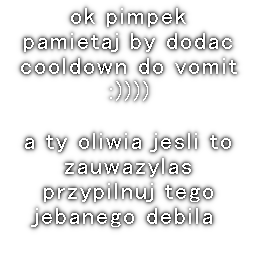 ok pimpek
pamietaj by dodac
cooldown do vomit
:))))
a ty oliwia jesli to
zauwazylas
przypilnuj tego
jebanego debila